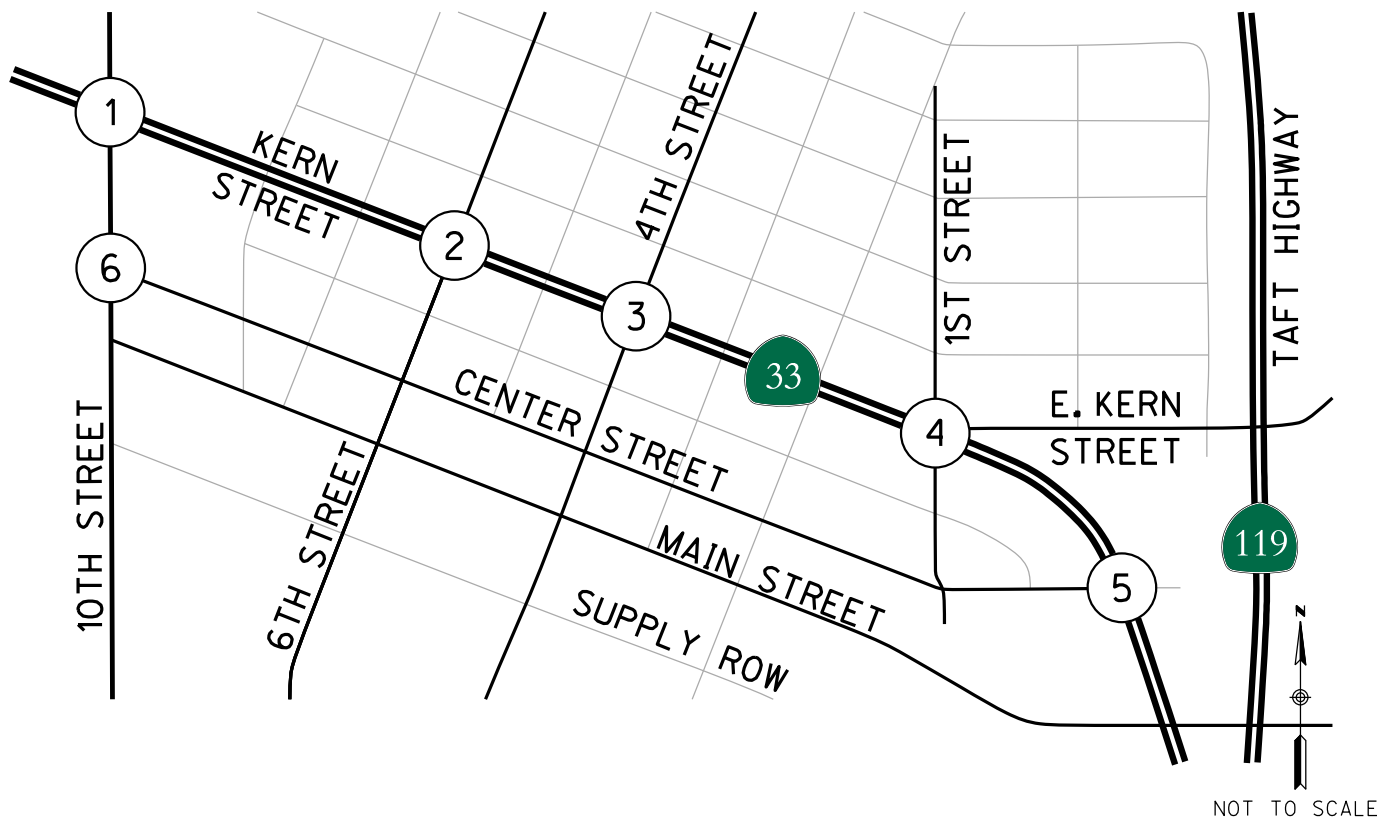 1
KERN
STREET
2
4TH STREET
3
33
1ST STREET
TAFT HIGHWAY
6
CENTER STREET
E. KERN
STREET
4
10TH STREET
6TH STREET
MAIN STREET
SUPPLY ROW
5
119
N
NOT TO SCALE